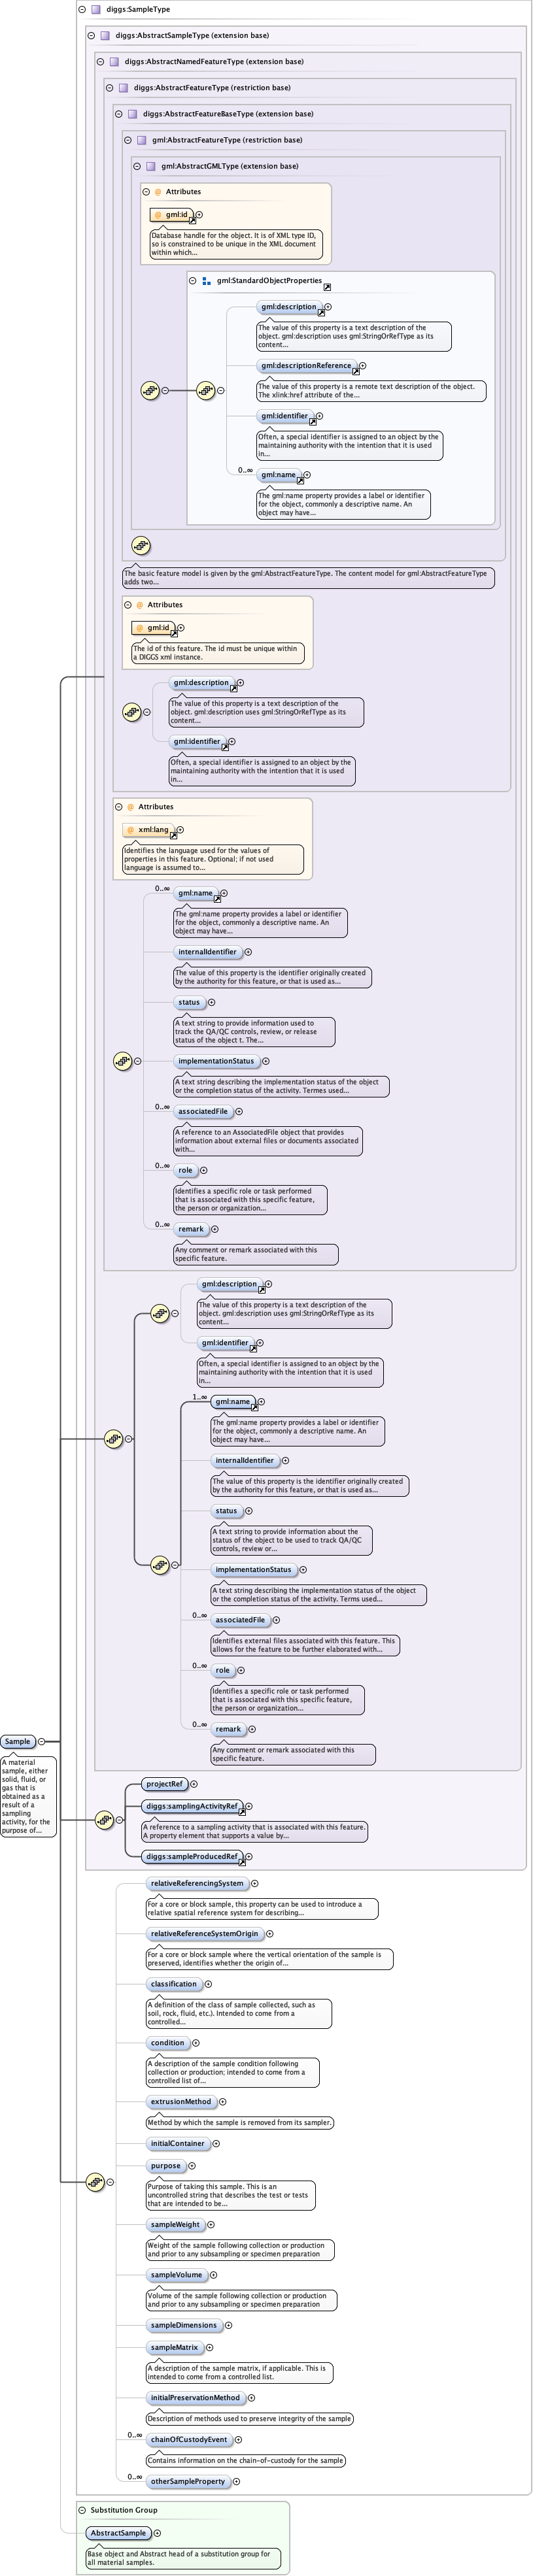 diggs:SampleType
diggs:AbstractSampleType (extension base)
diggs:AbstractNamedFeatureType (extension base)
diggs:AbstractFeatureType (restriction base)
diggs:AbstractFeatureBaseType (extension base)
gml:AbstractFeatureType (restriction base)
gml:AbstractGMLType (extension base)
@ Attributes
@ gml:id
Database handle for the object. It is of XML type ID,
so is constrained to be unique in the XML document
within which...
gml:StandardObjectProperties
gml:description
The value of this property is a text description of the
object. gml:description uses gml:StringOrRefType as its
content...
gml:descriptionReference
The value of this property is a remote text description of the object.
The xlink:href attribute of the...
gml:identifier
Often, a special identifier is assigned to an object by the
maintaining authority with the intention that it is used
in...
0..∞
gml:name
The gml:name property provides a label or identifier
for the object, commonly a descriptive name. An
object may have...
The basic feature model is given by the gml:AbstractFeatureType. The content model for gml:AbstractFeatureType
adds two...
@ Attributes
@ gml:id
The id of this feature. The id must be unique within
a DIGGS xml instance.
gml:description
The value of this property is a text description of the
object. gml:description uses gml:StringOrRefType as its
content...
gml:identifier
Often, a special identifier is assigned to an object by the
maintaining authority with the intention that it is used
in...
@ Attributes
@ xml:lang
Identifies the language used for the values of
properties in this feature. Optional; if not used
language is assumed to...
0..∞
gml:name
The gml:name property provides a label or identifier
for the object, commonly a descriptive name. An
object may have...
internalIdentifier
The value of this property is the identifier originally created
by the authority for this feature, or that is used as...
status
A text string to provide information used to
track the QA/QC controls, review, or release
status of the object t. The...
implementationStatus
A text string describing the implementation status of the object
or the completion status of the activity. Termes used...
0..∞
associatedFile
A reference to an AssociatedFile object that provides
information about external files or documents associated
with...
0..∞
role
Identifies a specific role or task performed
that is associated with this specific feature,
the person or organization...
0..∞
remark
Any comment or remark associated with this
specific feature.
gml:description
The value of this property is a text description of the
object. gml:description uses gml:StringOrRefType as its
content...
gml:identifier
Often, a special identifier is assigned to an object by the
maintaining authority with the intention that it is used
in...
1..∞
gml:name
The gml:name property provides a label or identifier
for the object, commonly a descriptive name. An
object may have...
internalIdentifier
The value of this property is the identifier originally created
by the authority for this feature, or that is used as...
status
A text string to provide information about the
status of the object to be used to track QA/QC
controls, review or...
implementationStatus
A text string describing the implementation status of the object
or the completion status of the activity. Terms used...
0..∞
associatedFile
Identifies external files associated with this feature. This
allows for the feature to be further elaborated with...
0..∞
role
Identifies a specific role or task performed
that is associated with this specific feature,
the person or organization...
0..∞
remark
Any comment or remark associated with this
specific feature.
Sample
A material
sample, either
solid, fluid, or
gas that is
obtained as a
result of a
sampling
activity, for the
purpose of...
projectRef
diggs:samplingActivityRef
A reference to a sampling activity that is associated with this feature.
A property element that supports a value by...
diggs:sampleProducedRef
relativeReferencingSystem
For a core or block sample, this property can be used to introduce a
relative spatial reference system for describing...
relativeReferenceSystemOrigin
For a core or block sample where the vertical orientation of the sample is
preserved, identifies whether the origin of...
classification
A definition of the class of sample collected, such as
soil, rock, fluid, etc.). Intended to come from a
controlled...
condition
A description of the sample condition following
collection or production; intended to come from a
controlled list of...
extrusionMethod
Method by which the sample is removed from its sampler.
initialContainer
purpose
Purpose of taking this sample. This is an
uncontrolled string that describes the test or tests
that are intended to be...
sampleWeight
Weight of the sample following collection or production
and prior to any subsampling or specimen preparation
sampleVolume
Volume of the sample following collection or production
and prior to any subsampling or specimen preparation
sampleDimensions
sampleMatrix
A description of the sample matrix, if applicable. This is
intended to come from a controlled list.
initialPreservationMethod
Description of methods used to preserve integrity of the sample
0..∞
chainOfCustodyEvent
Contains information on the chain-of-custody for the sample
0..∞
otherSampleProperty
Substitution Group
AbstractSample
Base object and Abstract head of a substitution group for
all material samples.